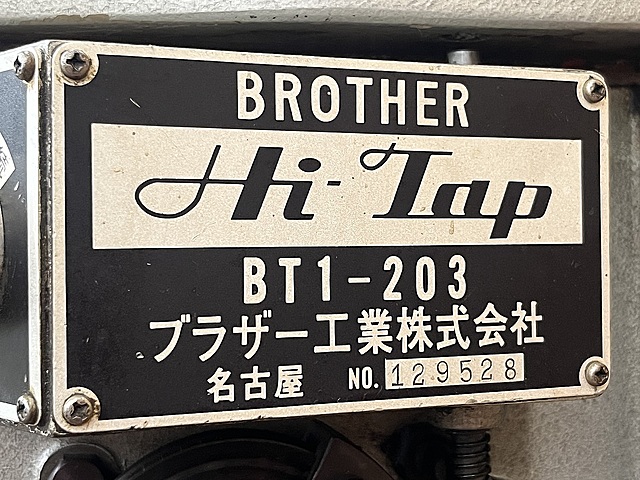 BROTHER
Hi-Tap
BT1-203
ブラザー工業株式会社
名古屋 NO. 129528